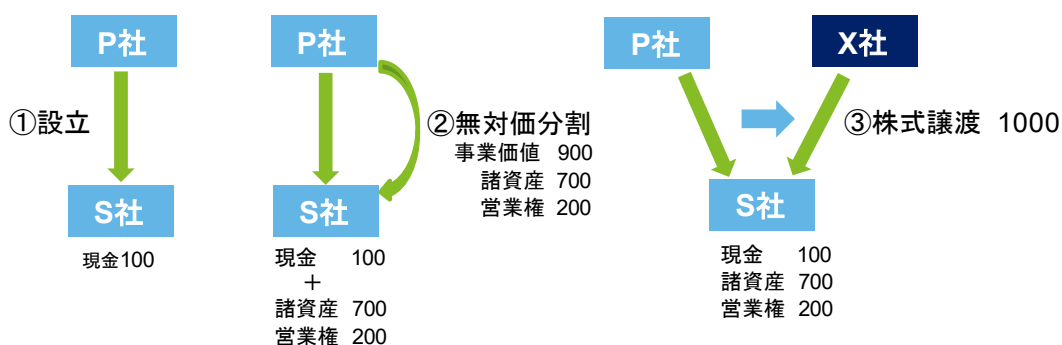 P社
①設立
S社
現金100
P社
②無対価分割
事業価値 900
諸資産 700
営業権 200
S社
現金 100
＋
諸資産 700
営業権 200
P社
X社
③株式譲渡 1000
S社
現金 100
諸資産 700
営業権 200